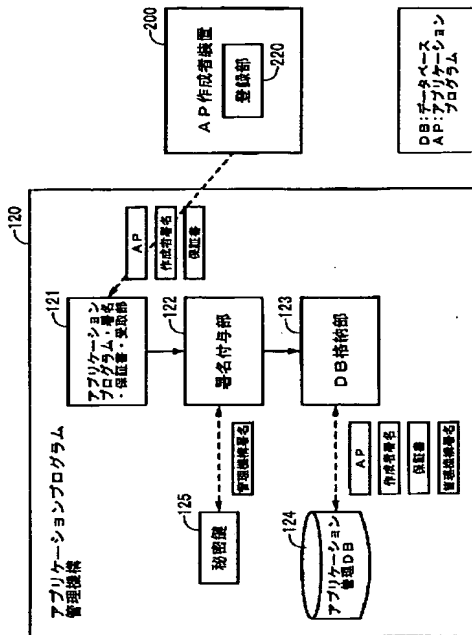 120
アプリケーションプログラム
管理機構
121
アプリケーション
プログラム・署名
・保証書・受取部
AP
作成者署名
保証書
200
AP作成者装置
登録部
220
122
署名付与部
125
秘密鍵
管理機構署名
123
DB格納部
124
アプリケーション
管理DB
AP
作成者署名
保証書
管理機構署名
DB:データベース
AP:アプリケーション
プログラム